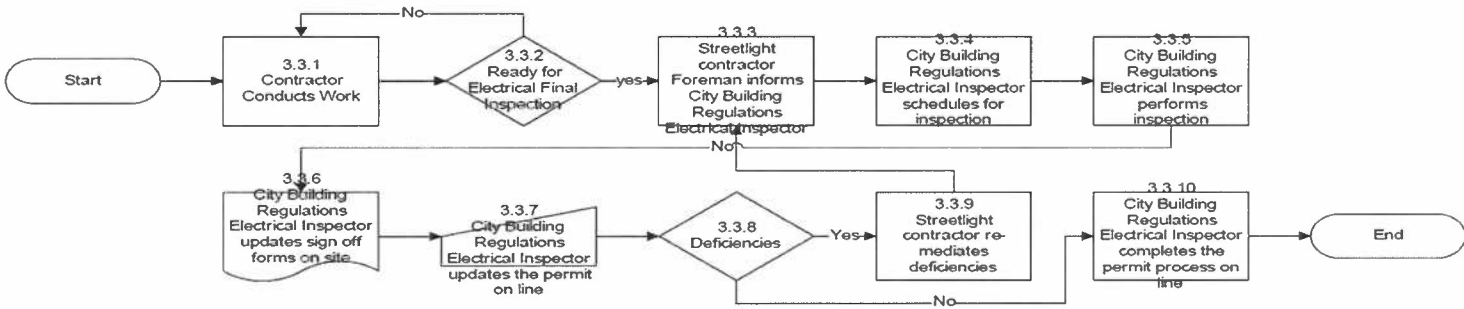 No
Start
3.3.1
Contractor
Conducts Work
3.3.2
Ready for
Electrical Final
Inspection
yes
3.3.3
Streetlight
contractor
Foreman informs
City Building
Regulations
Electrical Inspector
3.3.4
City Building
Regulations
Electrical Inspector
schedules for
inspection
3.3.5
City Building
Regulations
Electrical Inspector
performs
inspection
No
3.3.6
City Building
Regulations
Electrical Inspector
updates sign off
forms on site
3.3.7
City Building
Regulations
Electrical Inspector
updates the permit
on line
3.3.8
Deficiencies
Yes
3.3.9
Streetlight
contractor re-
mediates
deficiencies
3.3.10
City Building
Regulations
Electrical Inspector
completes the
permit process on
line
End
No